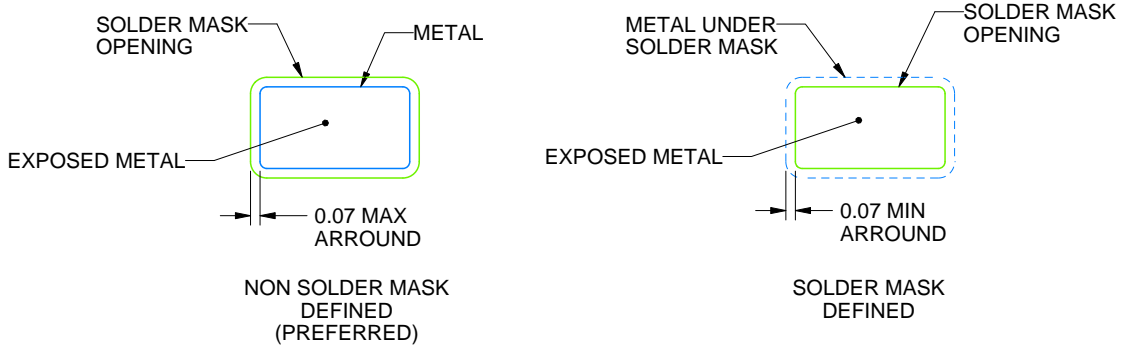 SOLDER MASK
OPENING
METAL
EXPOSED METAL
0.07 MAX
ARROUND
NON SOLDER MASK
DEFINED
(PREFERRED)
METAL UNDER
SOLDER MASK
SOLDER MASK
OPENING
EXPOSED METAL
0.07 MIN
ARROUND
SOLDER MASK
DEFINED